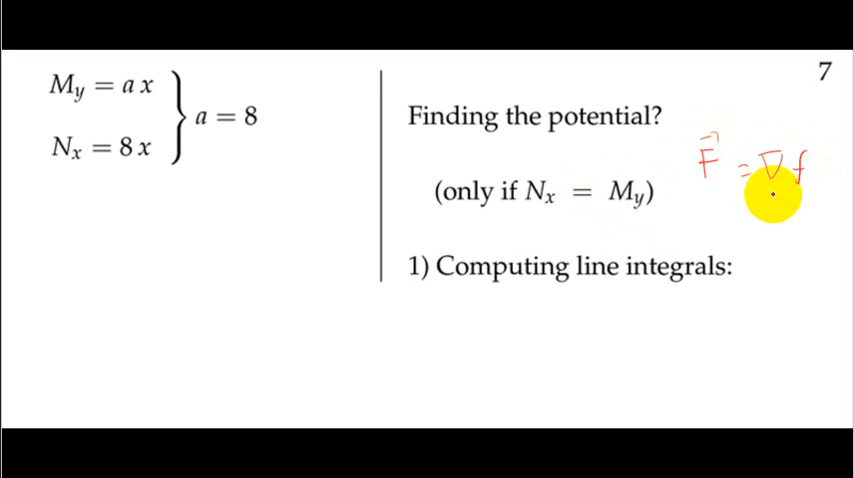 7
M_y = a x
N_x = 8 x
a = 8
Finding the potential?
F⃗ = ∇f
(only if N_x = M_y)
1) Computing line integrals: